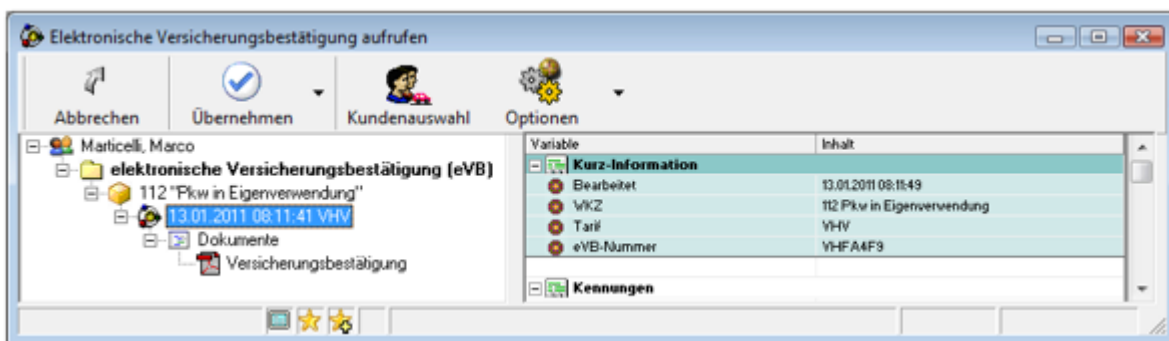 Elektronische Versicherungsbestätigung aufrufen
Abbrechen Übernehmen Kundenauswahl Optionen
Marticelli, Marco
elektronische Versicherungsbestätigung (eVB)
112 "Pkw in Eigenverwendung"
13.01.2011 08:11:41 VHV
Dokumente
Versicherungsbestätigung
Variable Inhalt
Kurz-Information
Bearbeitet 13.01.2011 08:11:49
WKZ 112 Pkw in Eigenverwendung
Tarif VHV
eVB-Nummer VHFA4F9
Kennungen